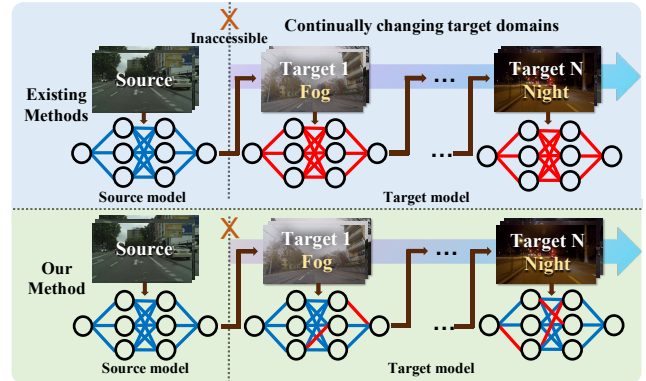 X
Continually changing target domains
Inaccessible
Existing
Methods
Source
Target 1
Fog
...
Target N
Night
...
Source model
Target model
X
Our
Method
Source
Target 1
Fog
...
Target N
Night
...
Source model
Target model